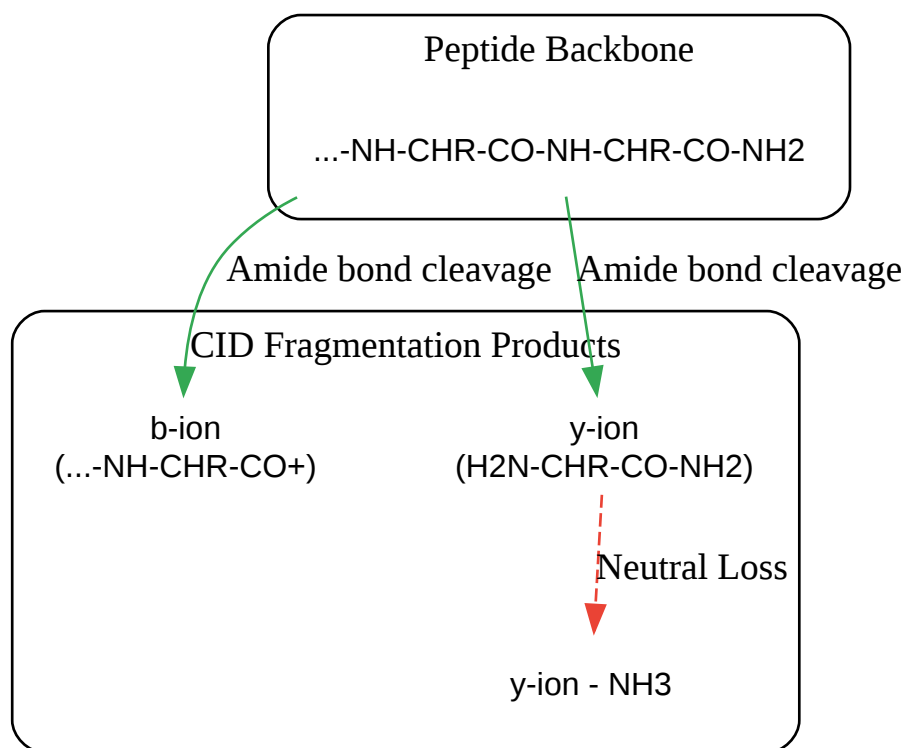 Peptide Backbone
...-NH-CHR-CO-NH-CHR-CO-NH2
Amide bond cleavage
Amide bond cleavage
CID Fragmentation Products
b-ion
(...-NH-CHR-CO+)
y-ion
(H2N-CHR-CO-NH2)
Neutral Loss
y-ion - NH3